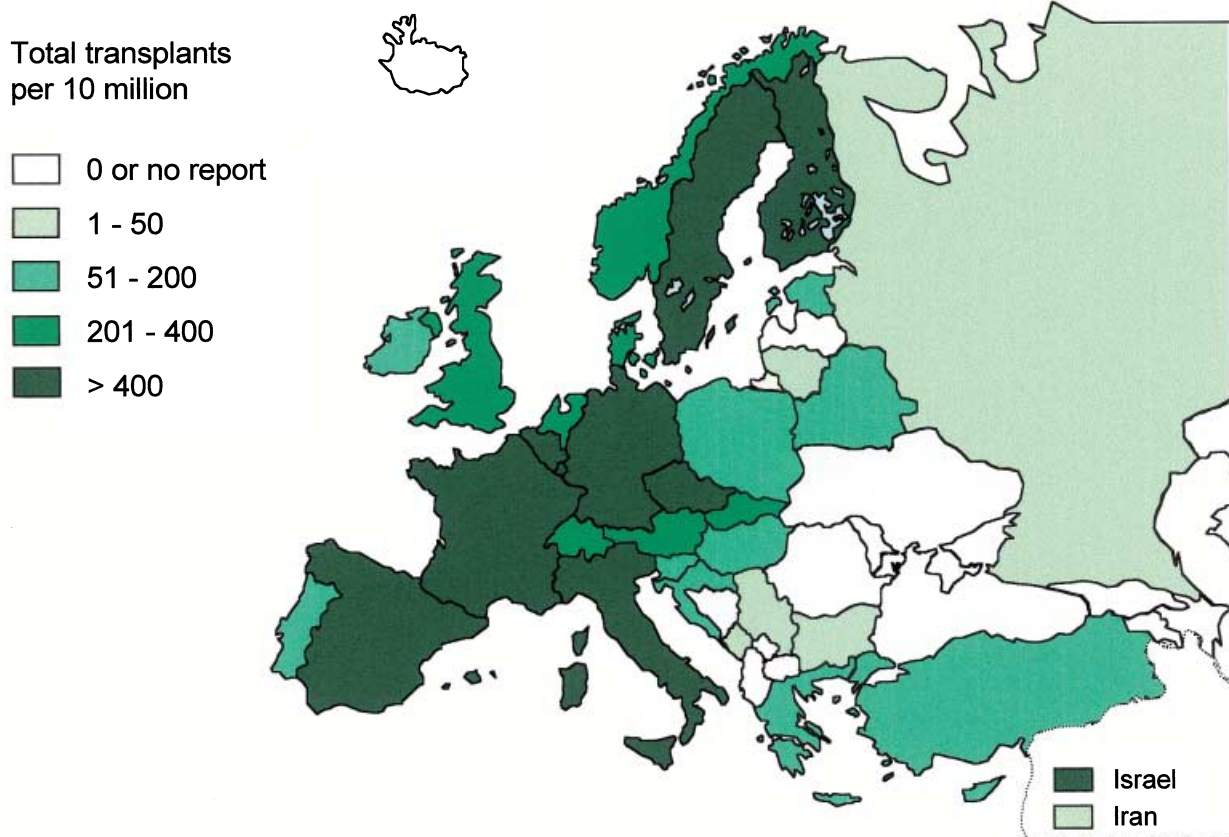 Total transplants
per 10 million
0 or no report
1 - 50
51 - 200
201 - 400
> 400
Israel
Iran